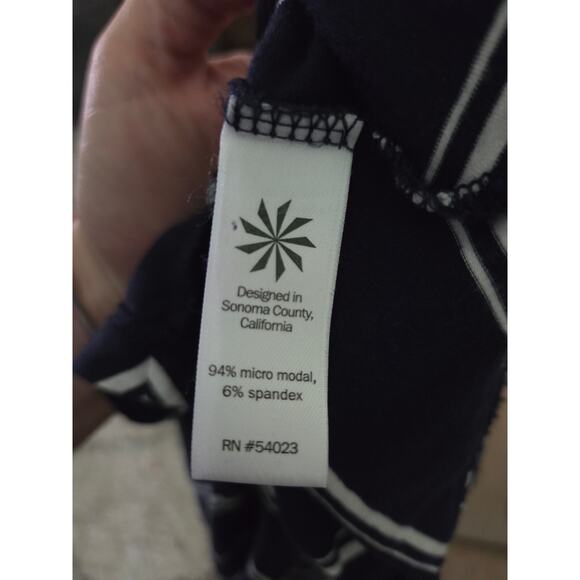 Designed in
Sonoma County,
California
94% micro modal,
6% spandex
RN #54023